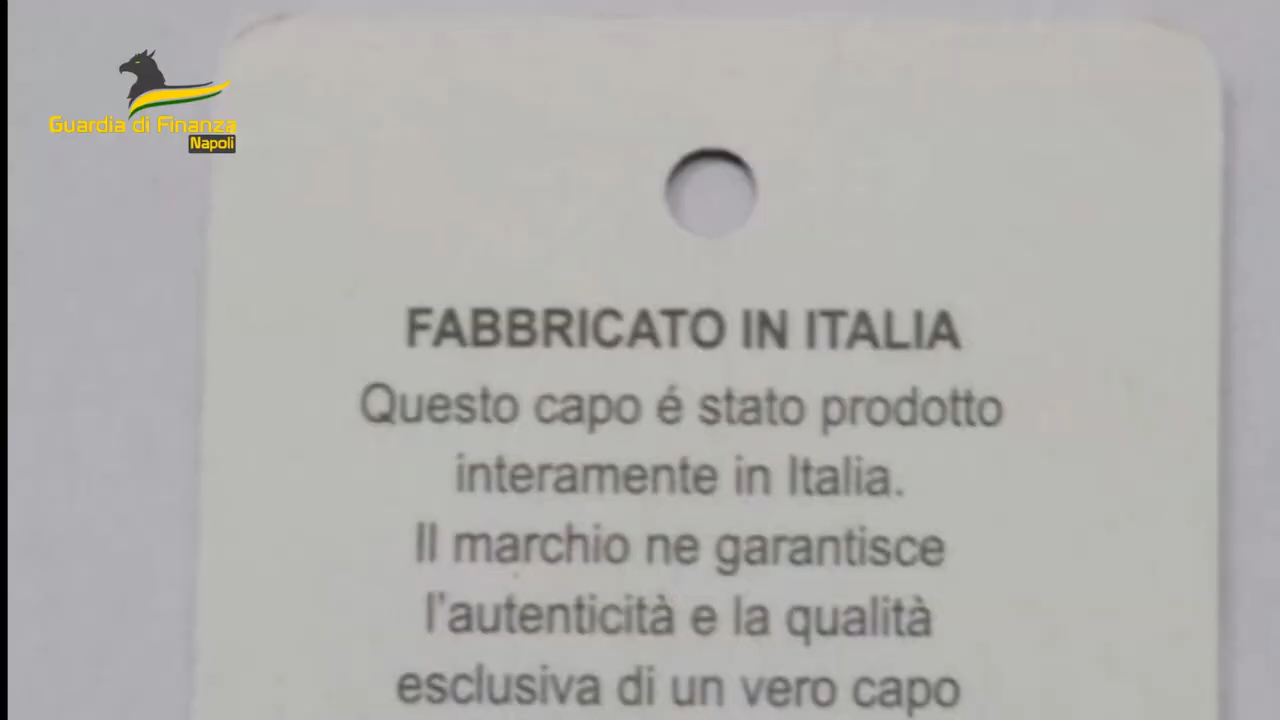 Guardia di Finanza
Napoli
FABBRICATO IN ITALIA
Questo capo é stato prodotto
interamente in Italia.
Il marchio ne garantisce
l'autenticità e la qualità
esclusiva di un vero capo